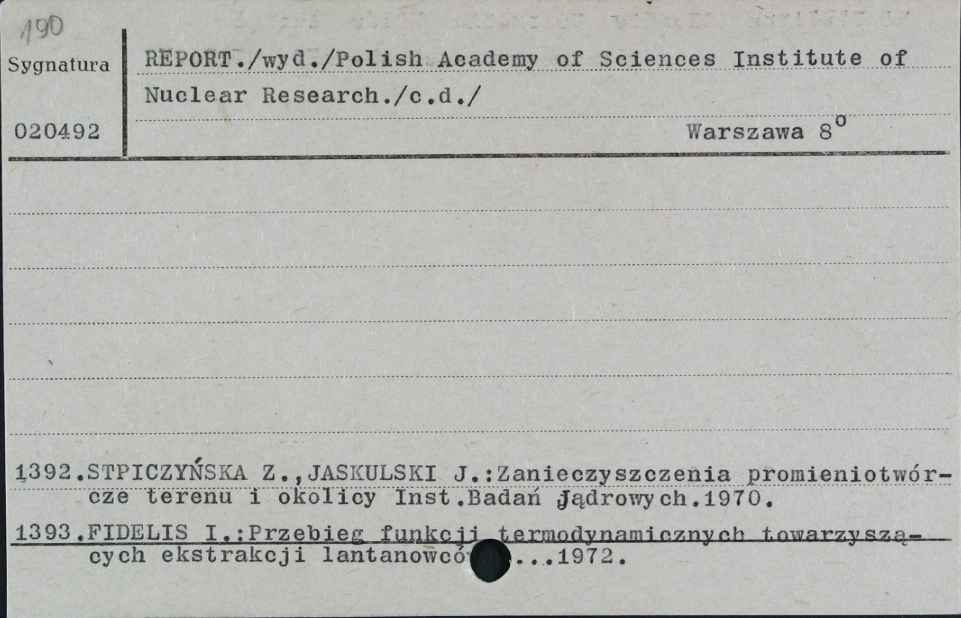 190
Sygnatura
REPORT./wyd./Polish Academy of Sciences Institute of
Nuclear Research./c.d./
020492
Warszawa 8°
1392.STPICZYŃSKA Z.,JASKULSKI J.:Zanieczyszczenia promieniotwór-
cze terenu i okolicy Inst.Badań Jądrowych.1970.
1393.FIDELIS I.:Przebieg funkcji termodynamicznych towarzyszą-
cych ekstrakcji lantanowcó ...1972.